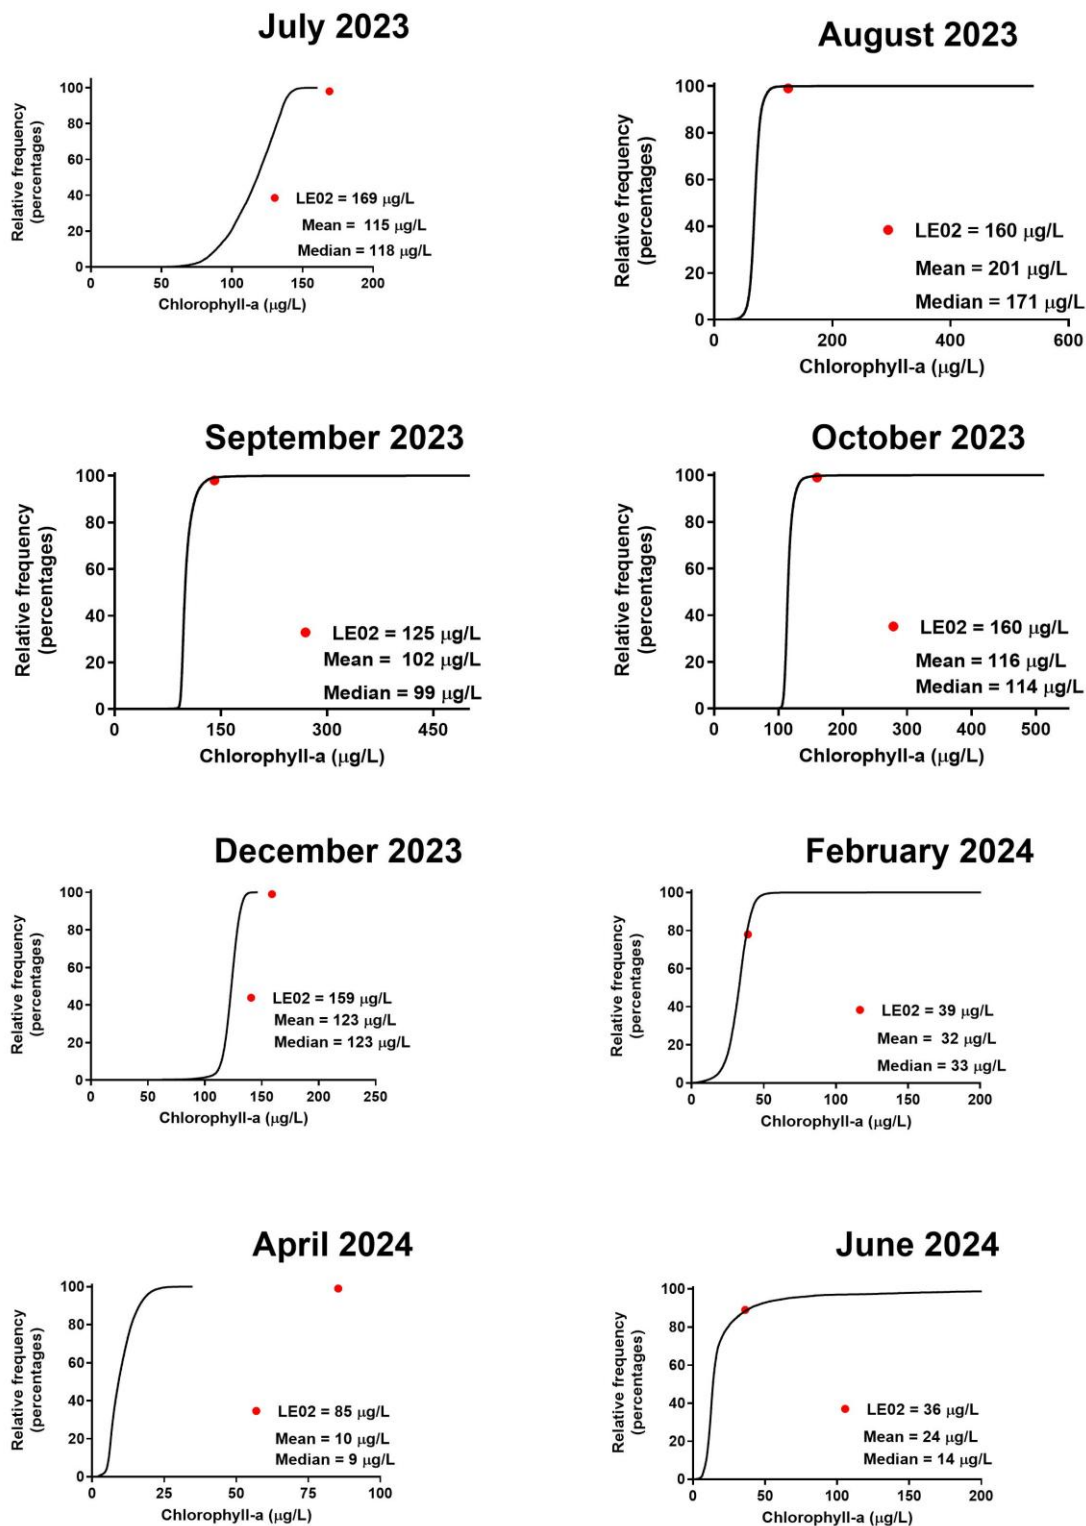 July 2023
Relative frequency
(percentages)
100
80
60
40
20
0
0 50 100 150 200
LE02 = 169 μg/L
Mean = 115 μg/L
Median = 118 μg/L
Chlorophyll-a (μg/L)
August 2023
Relative frequency
(percentages)
100
80
60
40
20
0
0 200 400 600
LE02 = 160 μg/L
Mean = 201 μg/L
Median = 171 μg/L
Chlorophyll-a (μg/L)
September 2023
Relative frequency
(percentages)
100
80
60
40
20
0
0 150 300 450
LE02 = 125 μg/L
Mean = 102 μg/L
Median = 99 μg/L
Chlorophyll-a (μg/L)
October 2023
Relative frequency
(percentages)
100
80
60
40
20
0
0 100 200 300 400 500
LE02 = 160 μg/L
Mean = 116 μg/L
Median = 114 μg/L
Chlorophyll-a (μg/L)
December 2023
Relative frequency
(percentages)
100
80
60
40
20
0
0 50 100 150 200 250
LE02 = 159 μg/L
Mean = 123 μg/L
Median = 123 μg/L
Chlorophyll-a (μg/L)
February 2024
Relative frequency
(percentages)
100
80
60
40
20
0
0 50 100 150 200
LE02 = 39 μg/L
Mean = 32 μg/L
Median = 33 μg/L
Chlorophyll-a (μg/L)
April 2024
Relative frequency
(percentages)
100
80
60
40
20
0
0 25 50 75 100
LE02 = 85 μg/L
Mean = 10 μg/L
Median = 9 μg/L
Chlorophyll-a (μg/L)
June 2024
Relative frequency
(percentages)
100
80
60
40
20
0
0 50 100 150 200
LE02 = 36 μg/L
Mean = 24 μg/L
Median = 14 μg/L
Chlorophyll-a (μg/L)